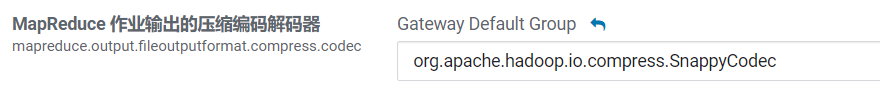 MapReduce 作业输出的压缩编码解码器
mapreduce.output.fileoutputformat.compress.codec
Gateway Default Group
org.apache.hadoop.io.compress.SnappyCodec